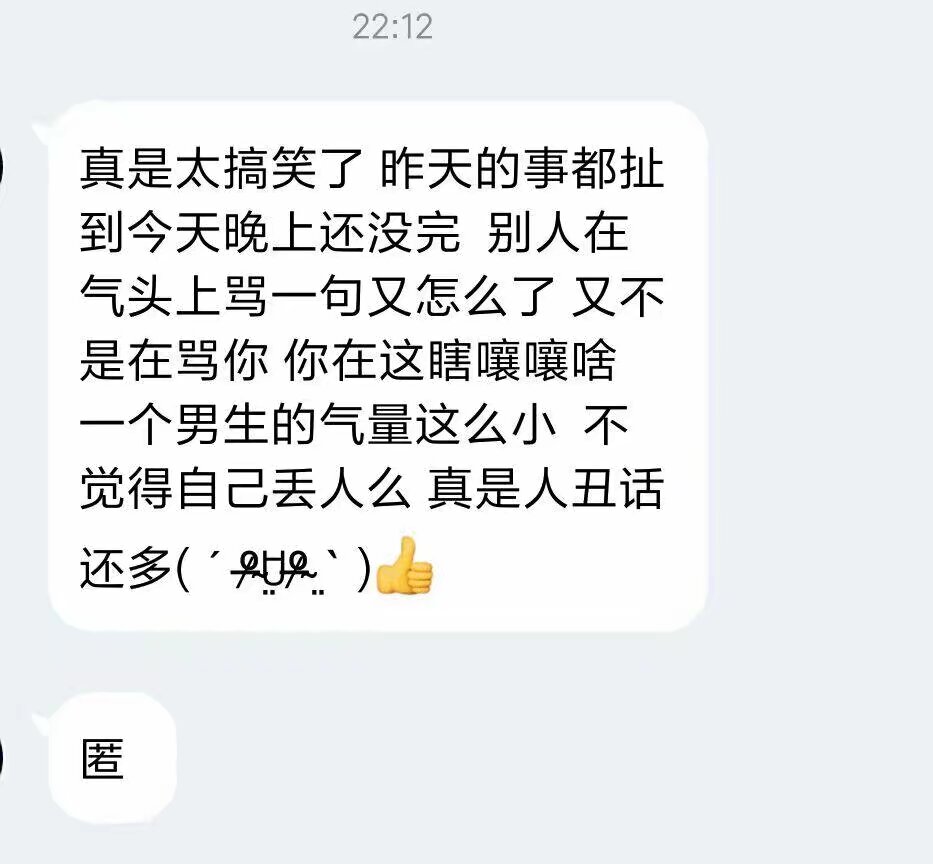 22:12
真是太搞笑了 昨天的事都扯
到今天晚上还没完 别人在
气头上骂一句又怎么了 又不
是在骂你 你在这瞎嚷嚷啥
一个男生的气量这么小 不
觉得自己丢人么 真是人丑话
还多( ´ ⍤̶̤U⍤̶̤ ` )👍
匿